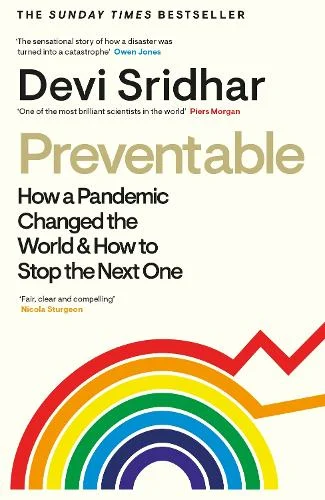 THE SUNDAY TIMES BESTSELLER
'The sensational story of how a disaster was
turned into a catastrophe' Owen Jones
Devi Sridhar
'One of the most brilliant scientists in the world' Piers Morgan
Preventable
How a Pandemic
Changed the
World & How to
Stop the Next One
'Fair, clear and compelling'
Nicola Sturgeon